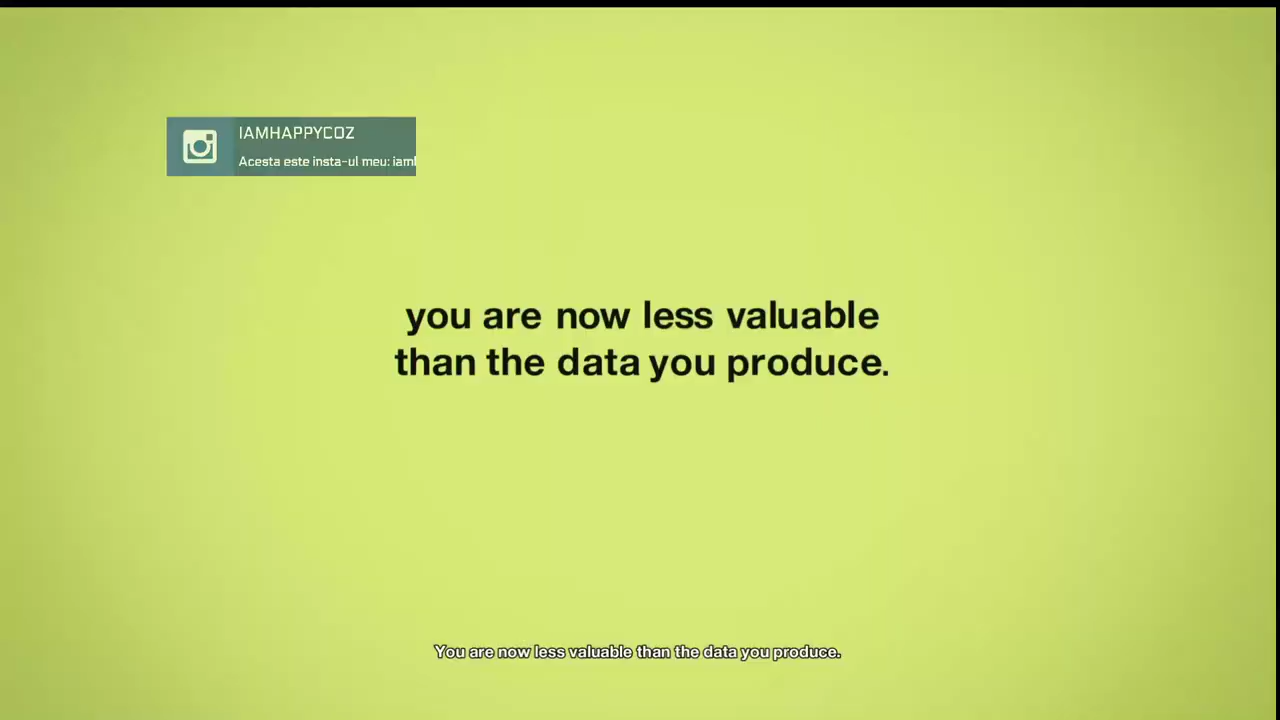 IAMHAPPYCOZ
Acesta este insta-ul meu:
you are now less valuable
than the data you produce.
You are now less valuable than the data you produce.